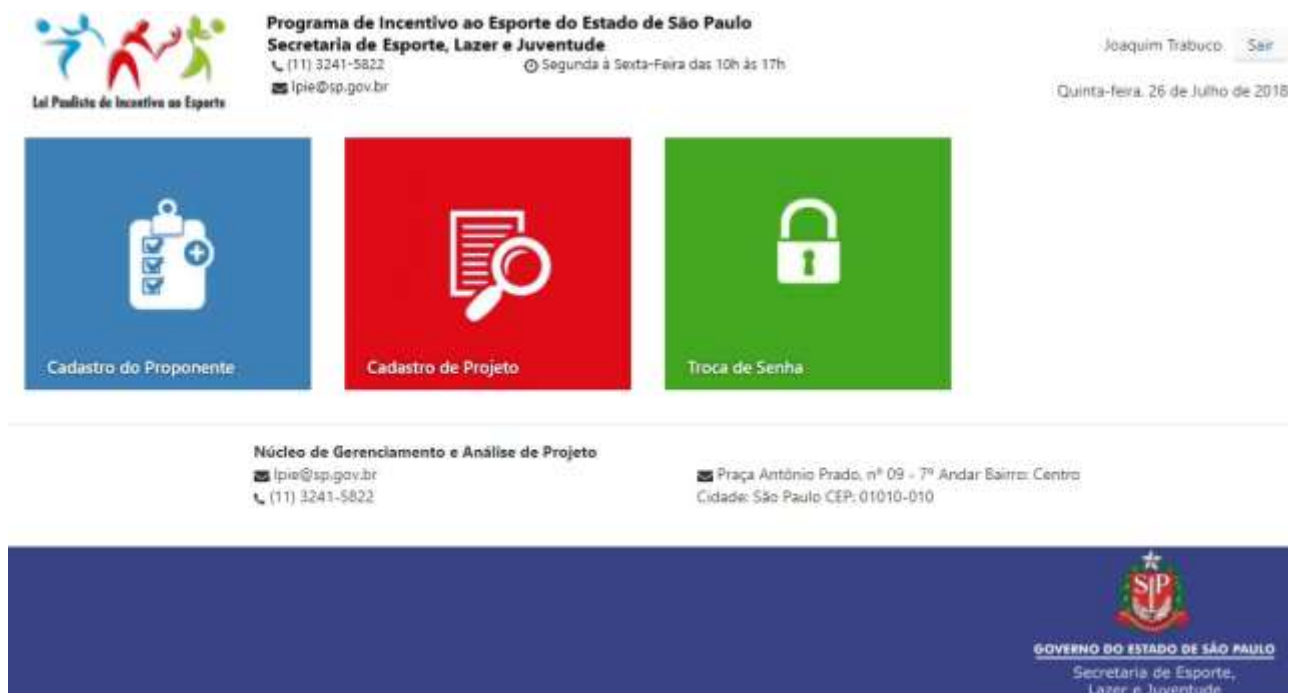 Lei Paulista de Incentivo ao Esporte
Programa de Incentivo ao Esporte do Estado de São Paulo
Secretaria de Esporte, Lazer e Juventude
(11) 3241-5822
Segunda à Sexta-Feira das 10h às 17h
lpie@sp.gov.br
Joaquim Trabuco
Sair
Quinta-feira, 26 de Julho de 2018
Cadastro do Proponente
Cadastro de Projeto
Troca de Senha
Núcleo de Gerenciamento e Análise de Projeto
lpie@sp.gov.br
(11) 3241-5822
Praça Antônio Prado, nº 09 - 7º Andar Bairro: Centro
Cidade: São Paulo CEP: 01010-010
SP
GOVERNO DO ESTADO DE SÃO PAULO
Secretaria de Esporte,
Lazer e Juventude